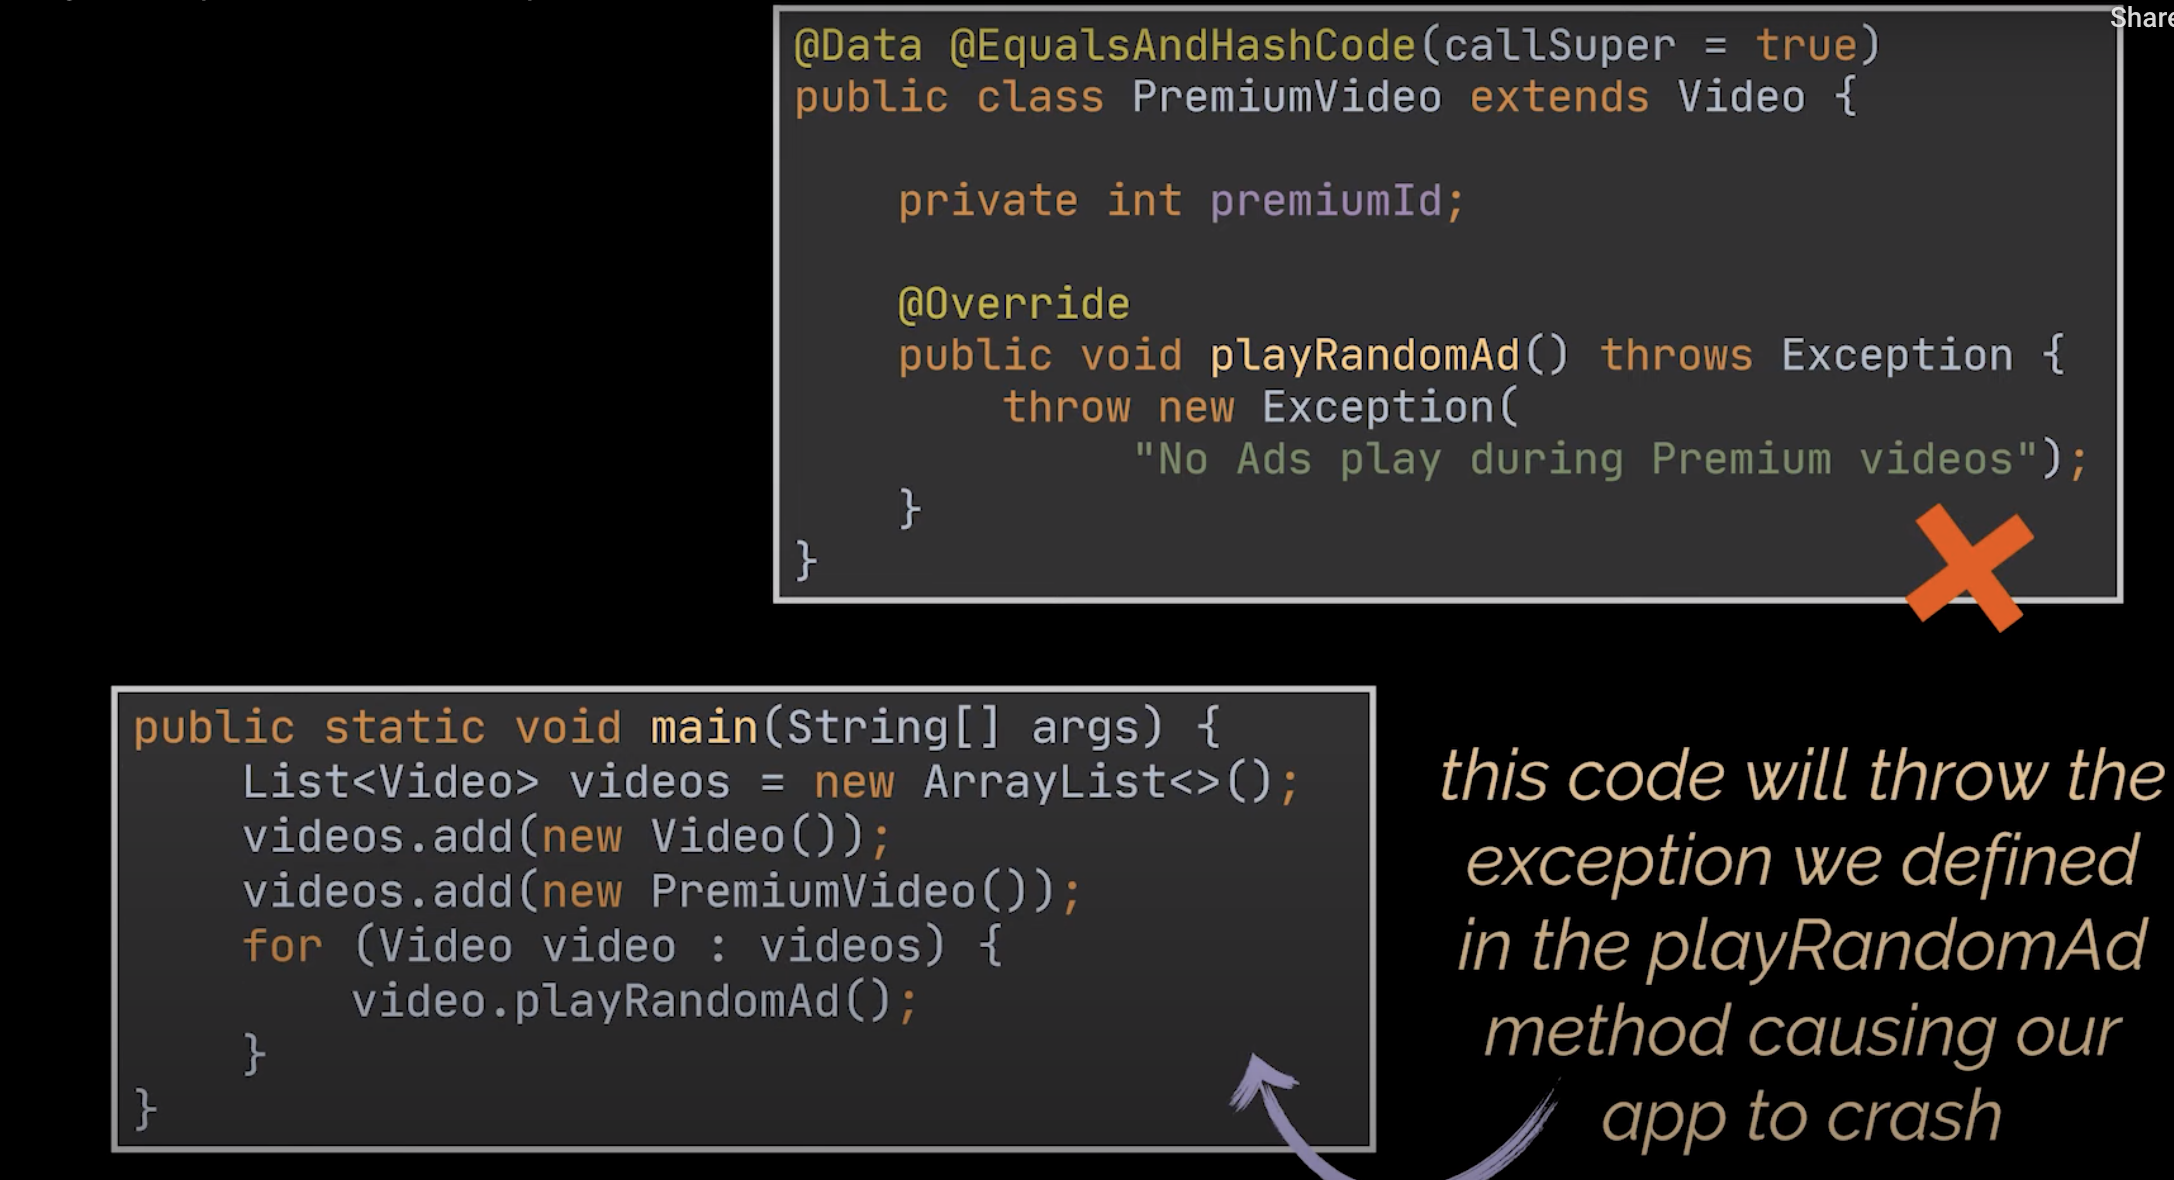 Share
@Data @EqualsAndHashCode(callSuper = true)
public class PremiumVideo extends Video {
private int premiumId;
@Override
public void playRandomAd() throws Exception {
throw new Exception(
"No Ads play during Premium videos");
}
}
public static void main(String[] args) {
List<Video> videos = new ArrayList<>();
videos.add(new Video());
videos.add(new PremiumVideo());
for (Video video : videos) {
video.playRandomAd();
}
}
this code will throw the
exception we defined
in the playRandomAd
method causing our
app to crash